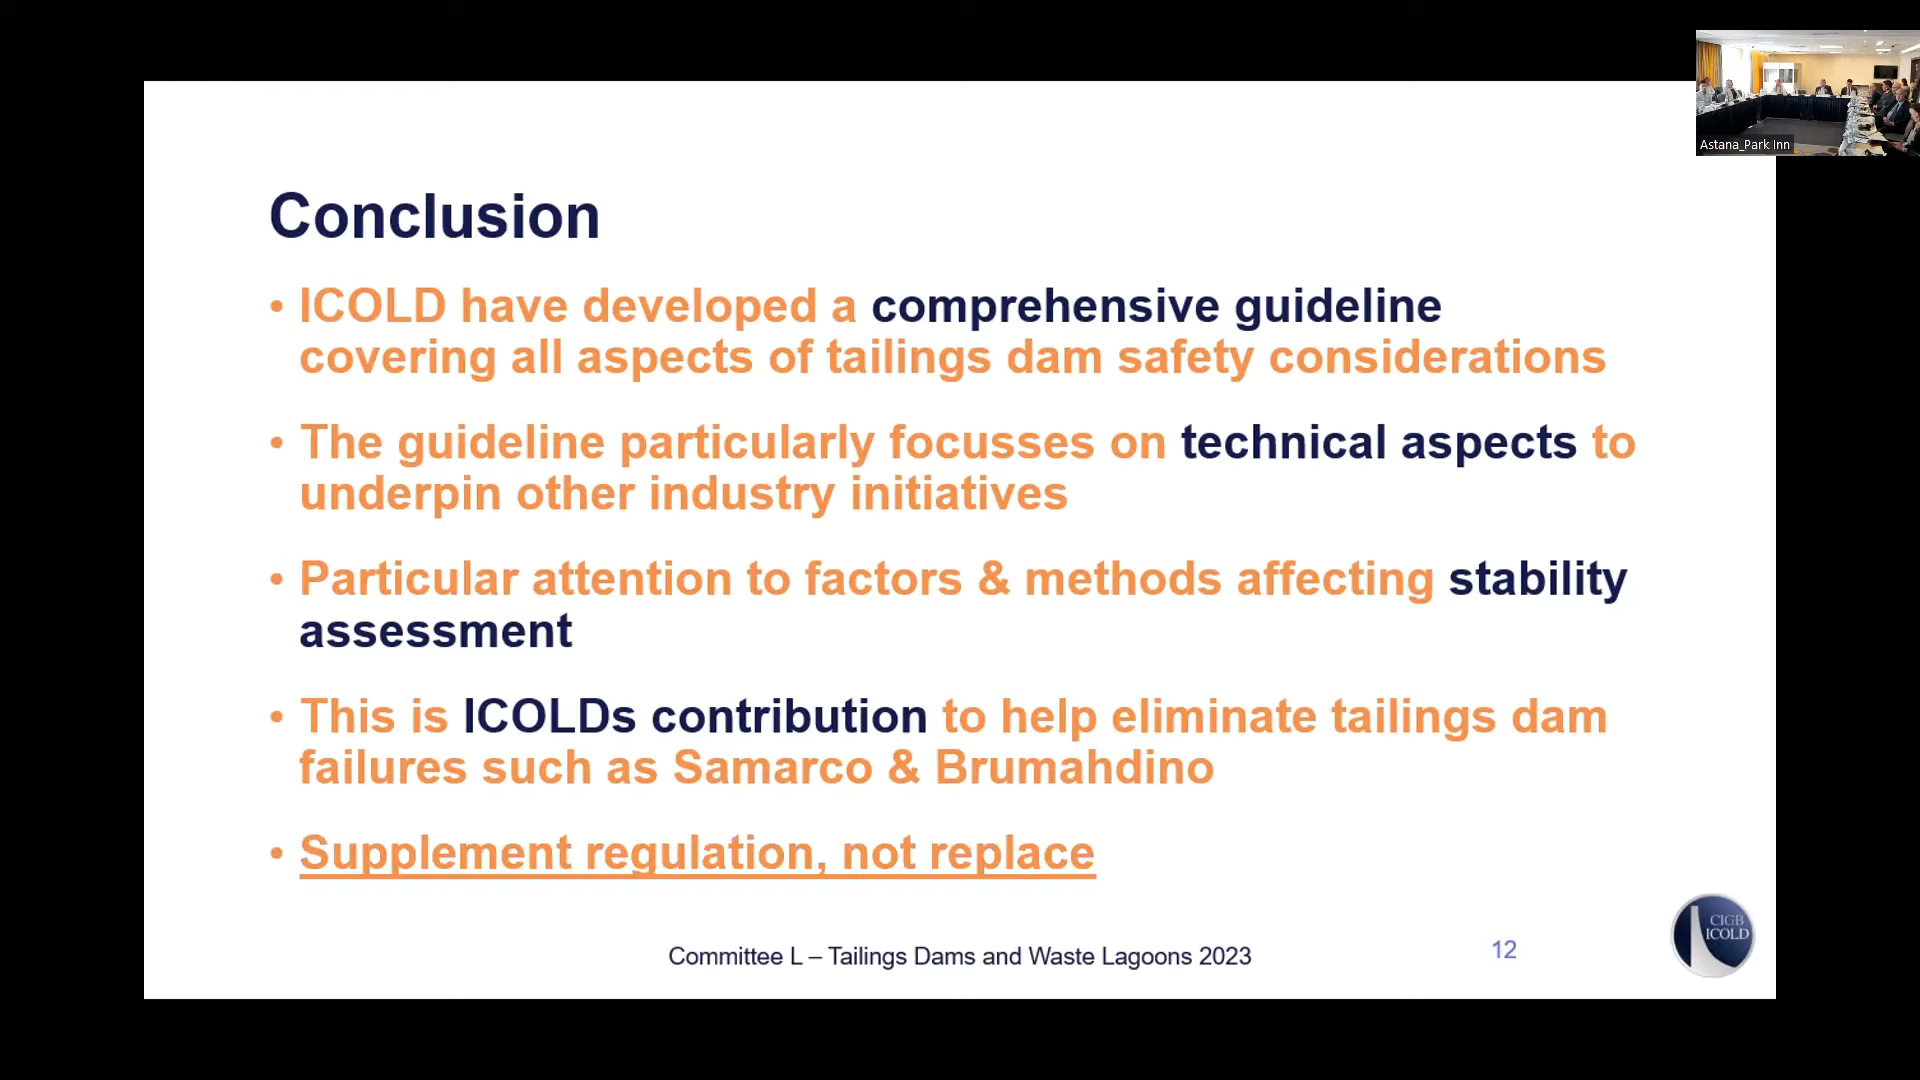 Astana_Park Inn
Conclusion
• ICOLD have developed a comprehensive guideline
covering all aspects of tailings dam safety considerations
• The guideline particularly focusses on technical aspects to
underpin other industry initiatives
• Particular attention to factors & methods affecting stability
assessment
• This is ICOLDs contribution to help eliminate tailings dam
failures such as Samarco & Brumahdino
• Supplement regulation, not replace
Committee L – Tailings Dams and Waste Lagoons 2023
12
CIGB
ICOLD